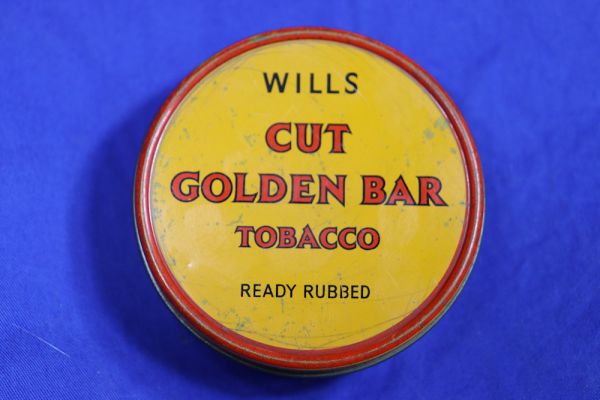 WILLS
CUT
GOLDEN BAR
TOBACCO
READY RUBBED